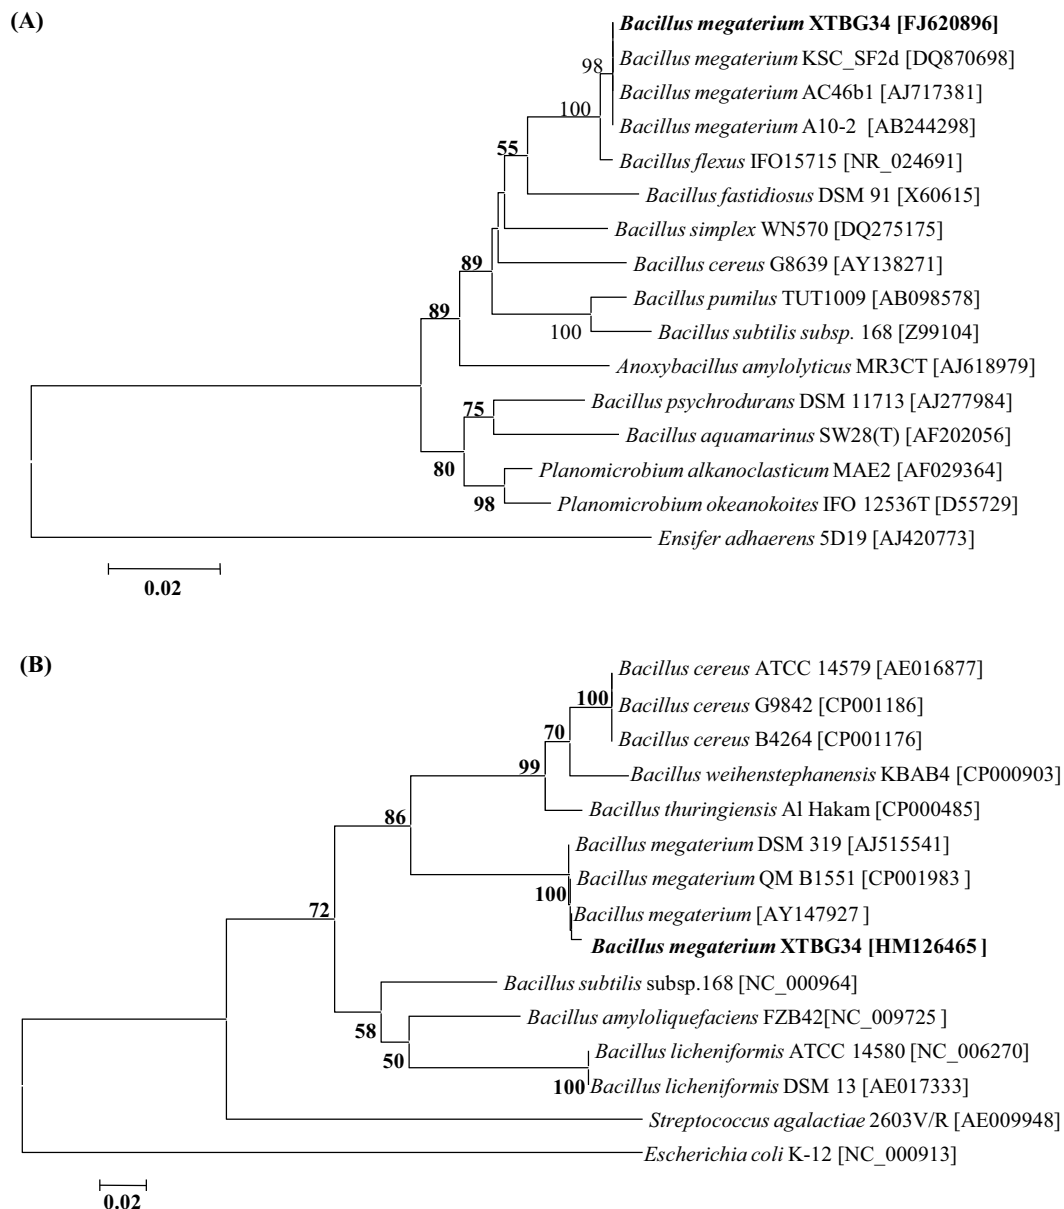 (A)
Bacillus megaterium XTBG34 [FJ620896]
98
Bacillus megaterium KSC_SF2d [DQ870698]
Bacillus megaterium AC46b1 [AJ717381]
100
Bacillus megaterium A10-2 [AB244298]
55
Bacillus flexus IFO15715 [NR_024691]
Bacillus fastidiosus DSM 91 [X60615]
Bacillus simplex WN570 [DQ275175]
89
Bacillus cereus G8639 [AY138271]
Bacillus pumilus TUT1009 [AB098578]
89
100
Bacillus subtilis subsp. 168 [Z99104]
Anoxybacillus amylolyticus MR3CT [AJ618979]
75
Bacillus psychrodurans DSM 11713 [AJ277984]
Bacillus aquamarinus SW28(T) [AF202056]
80
Planomicrobium alkanoclasticum MAE2 [AF029364]
98
Planomicrobium okeanokoites IFO 12536T [D55729]
Ensifer adhaerens 5D19 [AJ420773]
0.02
(B)
Bacillus cereus ATCC 14579 [AE016877]
100
Bacillus cereus G9842 [CP001186]
70
Bacillus cereus B4264 [CP001176]
99
Bacillus weihenstephanensis KBAB4 [CP000903]
Bacillus thuringiensis Al Hakam [CP000485]
86
Bacillus megaterium DSM 319 [AJ515541]
Bacillus megaterium QM B1551 [CP001983 ]
100
72
Bacillus megaterium [AY147927 ]
Bacillus megaterium XTBG34 [HM126465 ]
Bacillus subtilis subsp.168 [NC_000964]
58
Bacillus amyloliquefaciens FZB42[NC_009725 ]
50
Bacillus licheniformis ATCC 14580 [NC_006270]
100
Bacillus licheniformis DSM 13 [AE017333]
Streptococcus agalactiae 2603V/R [AE009948]
Escherichia coli K-12 [NC_000913]
0.02